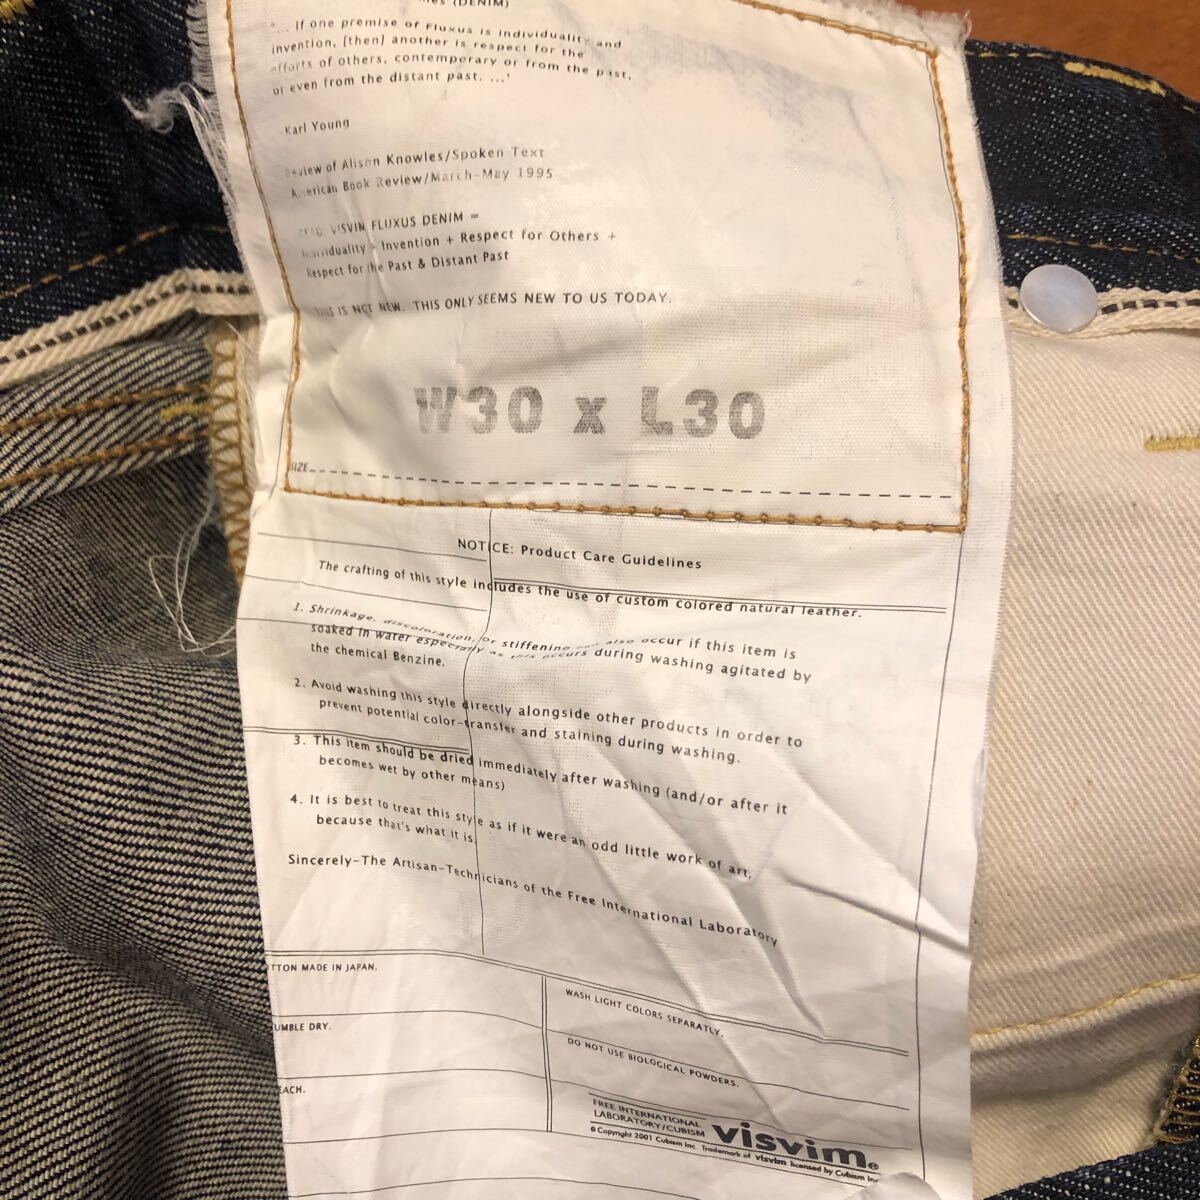 (DENIM)
"... If one premise of Fluxus is individuality and
invention, [then] another is respect for the
efforts of others, contemporary or from the past,
or even from the distant past. ...'
Karl Young
Review of Alison Knowles/Spoken Text
American Book Review/March-May 1995
VISVIM FLUXUS DENIM =
Individuality + Invention + Respect for Others +
Respect for the Past & Distant Past
THIS IS NOT NEW. THIS ONLY SEEMS NEW TO US TODAY.
W30 x L30
SIZE
NOTICE: Product Care Guidelines
The crafting of this style includes the use of custom colored natural leather.
1. Shrinkage, discoloration, or stiffening can also occur if this item is
soaked in water especially as this occurs during washing agitated by
the chemical Benzine.
2. Avoid washing this style directly alongside other products in order to
prevent potential color-transfer and staining during washing.
3. This item should be dried immediately after washing (and/or after it
becomes wet by other means)
4. It is best to treat this style as if it were an odd little work of art,
because that's what it is
Sincerely-The Artisan-Technicians of the Free International Laboratory
TTON MADE IN JAPAN.
UMBLE DRY.
EACH.
WASH LIGHT COLORS SEPARATLY.
DO NOT USE BIOLOGICAL POWDERS.
FREE INTERNATIONAL
LABORATORY/CUBISM
visvim®
© Copyright 2001 Cubism Inc. Trademark of visvim licensed by Cubism Inc